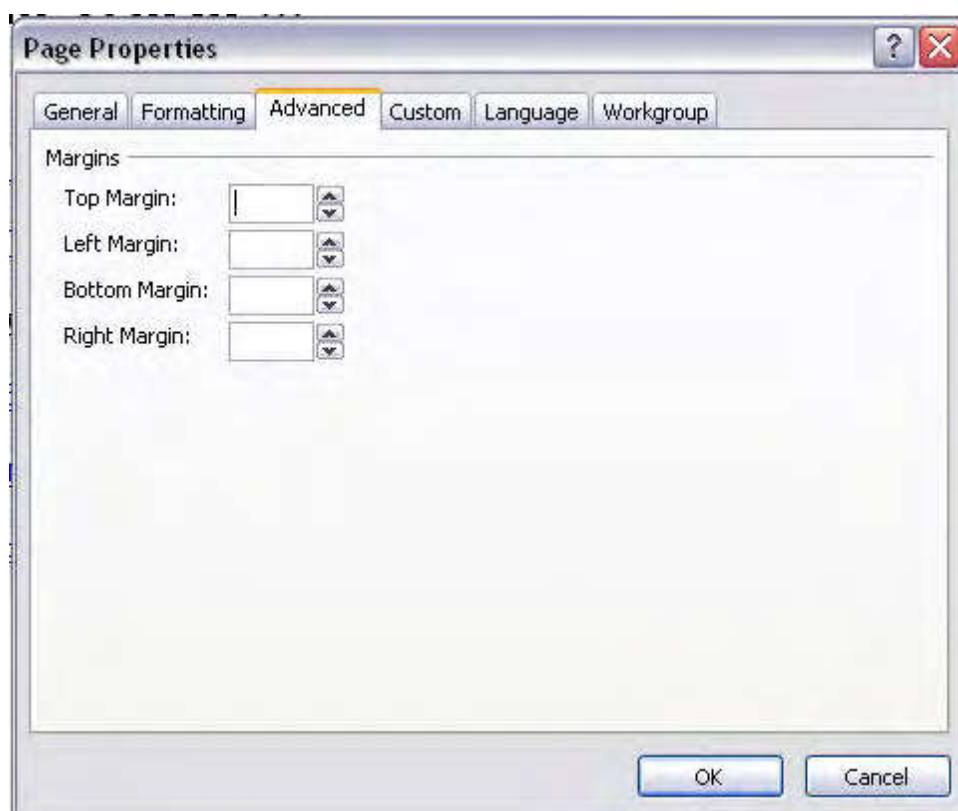 Page Properties
General Formatting Advanced Custom Language Workgroup
Margins
Top Margin:
Left Margin:
Bottom Margin:
Right Margin:
OK Cancel